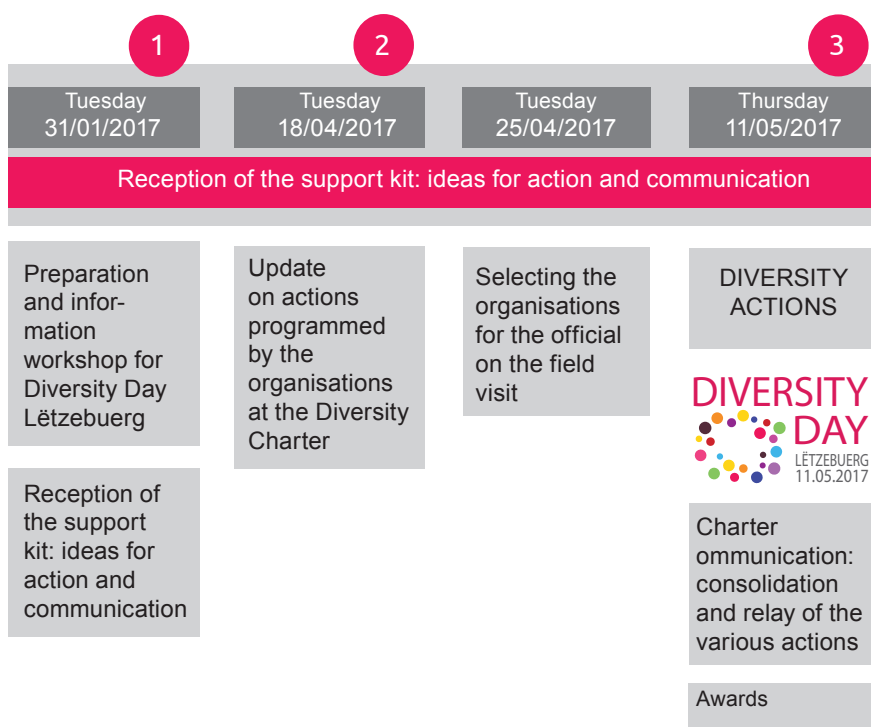 1
2
3
Tuesday
31/01/2017
Tuesday
18/04/2017
Tuesday
25/04/2017
Thursday
11/05/2017
Reception of the support kit: ideas for action and communication
Preparation
and infor-
mation
workshop for
Diversity Day
Lëtzebuerg
Reception of
the support
kit: ideas for
action and
communication
Update
on actions
programmed
by the
organisations
at the Diversity
Charter
Selecting the
organisations
for the official
on the field
visit
DIVERSITY
ACTIONS
DIVERSITY
DAY
LËTZEBUERG
11.05.2017
Charter
ommunication:
consolidation
and relay of the
various actions
Awards